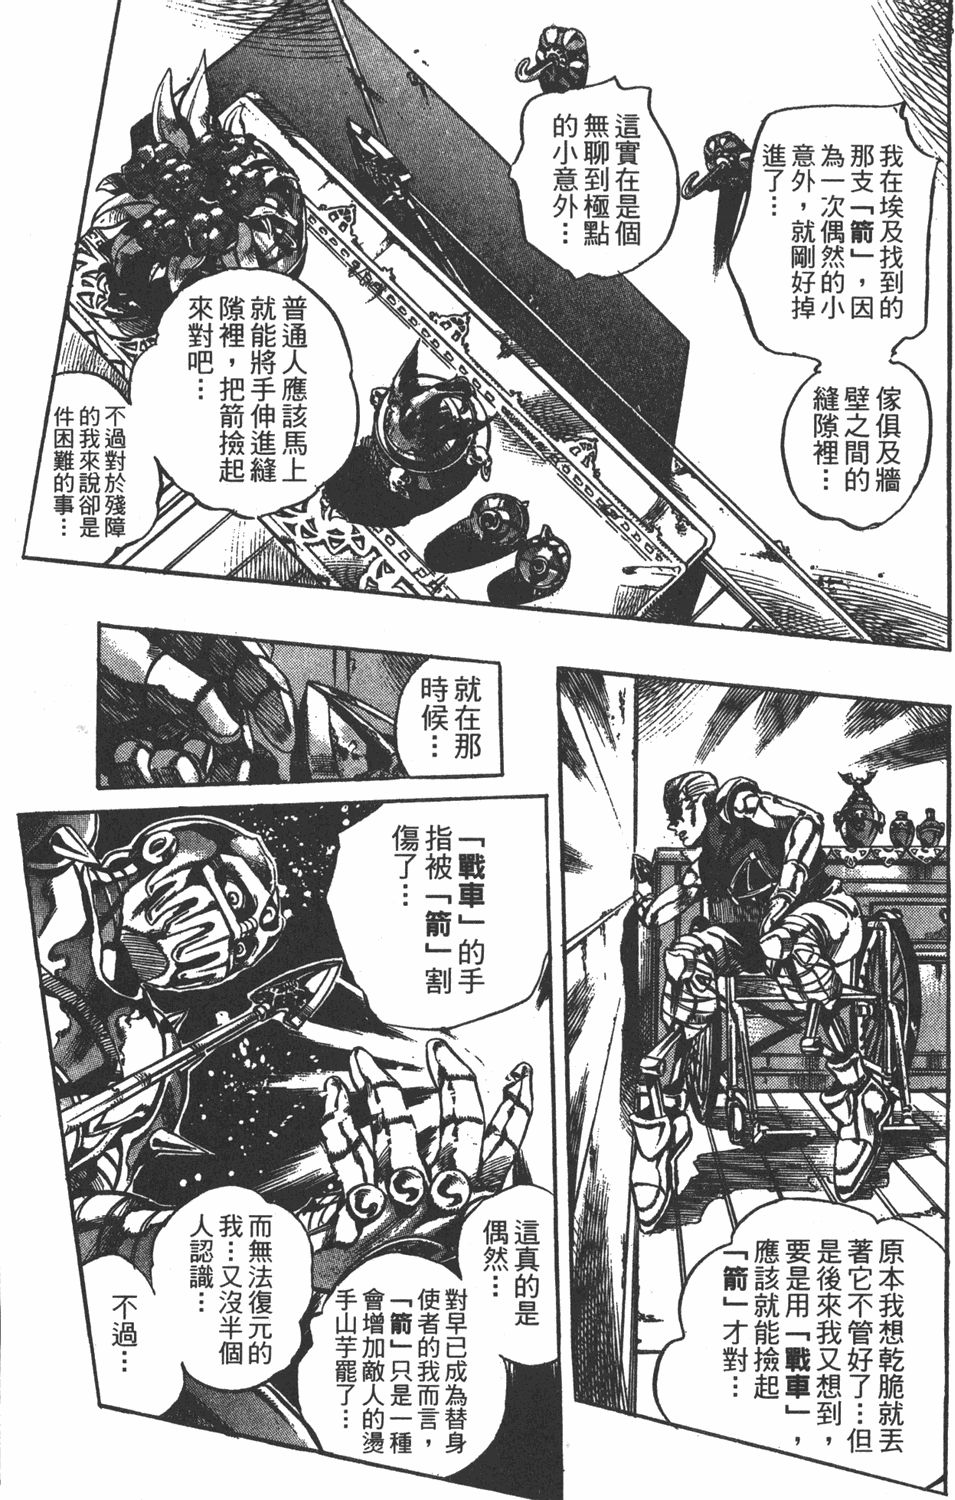 我在埃及找到的
那支「箭」，因
為一次偶然的小
意外，就剛好掉
進了…
傢俱及牆
壁之間的
縫隙裡…
這實在是個
無聊到極點
的小意外…
普通人應該馬上
就能將手伸進縫
隙裡，把箭撿起
來對吧…
不過對於殘障
的我來說卻是
件困難的事…
原本我想乾脆就丟
著它不管好了…但
是後來我又想到，
要是用「戰車」，
應該就能撿起
「箭」才對…
就在那
時候…
「戰車」的手
指被「箭」割
傷了…
這真的是
偶然…
對早已成為替身
使者的我而言，
「箭」只是一種
會增加敵人的燙
手山芋罷了…
而無法復元的
我…又沒半個
人認識…
不過…